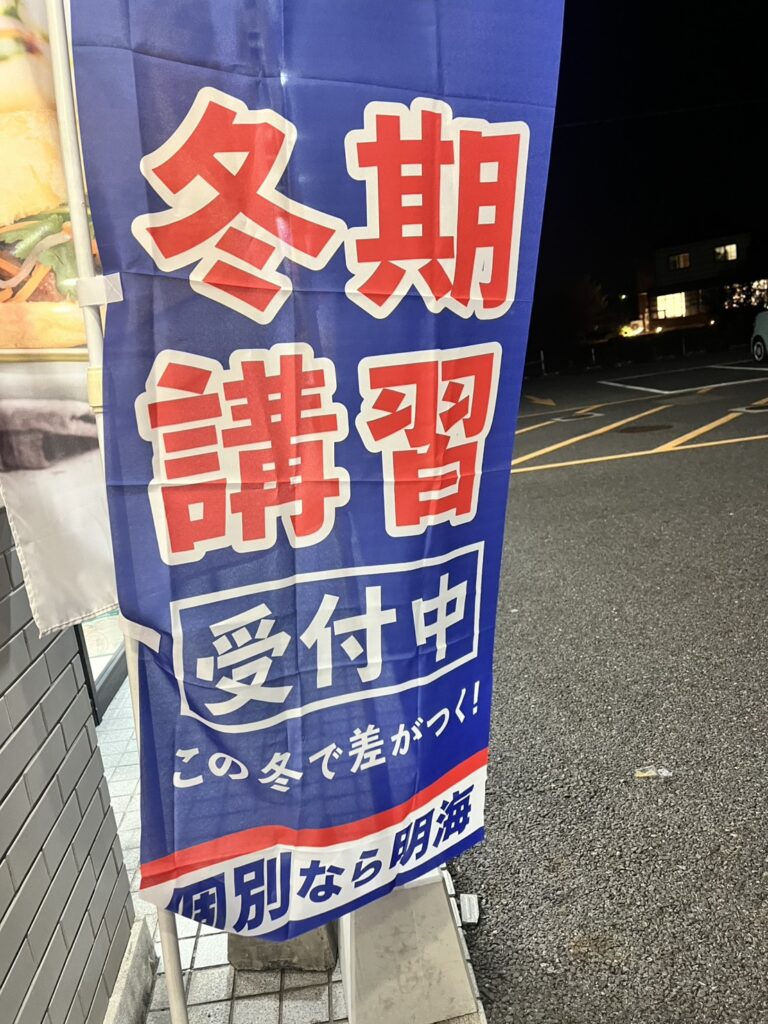 冬期
講習
受付中
この冬で差がつく!
個別なら明海